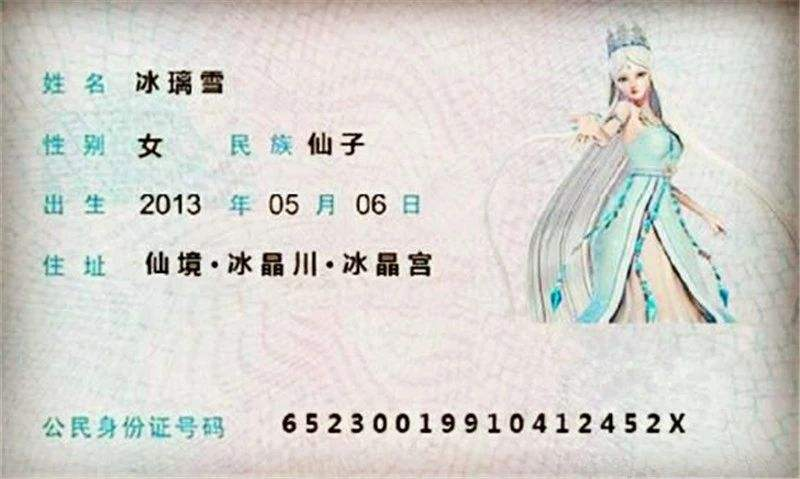 姓名 冰璃雪
性别 女 民族 仙子
出生 2013 年 05 月 06 日
住址 仙境·冰晶川·冰晶宫
公民身份证号码 65230019910412452X